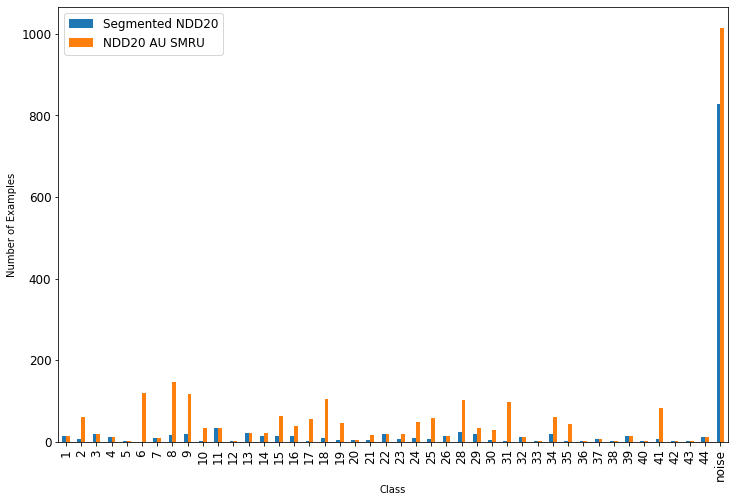 Segmented NDD20
NDD20 AU SMRU
1000
800
600
400
200
0
Number of Examples
1 2 3 4 5 6 7 8 9 10 11 12 13 14 15 16 17 18 19 20 21 22 23 24 25 26 28 29 30 31 32 33 34 35 36 37 38 39 40 41 42 43 44 noise
Class